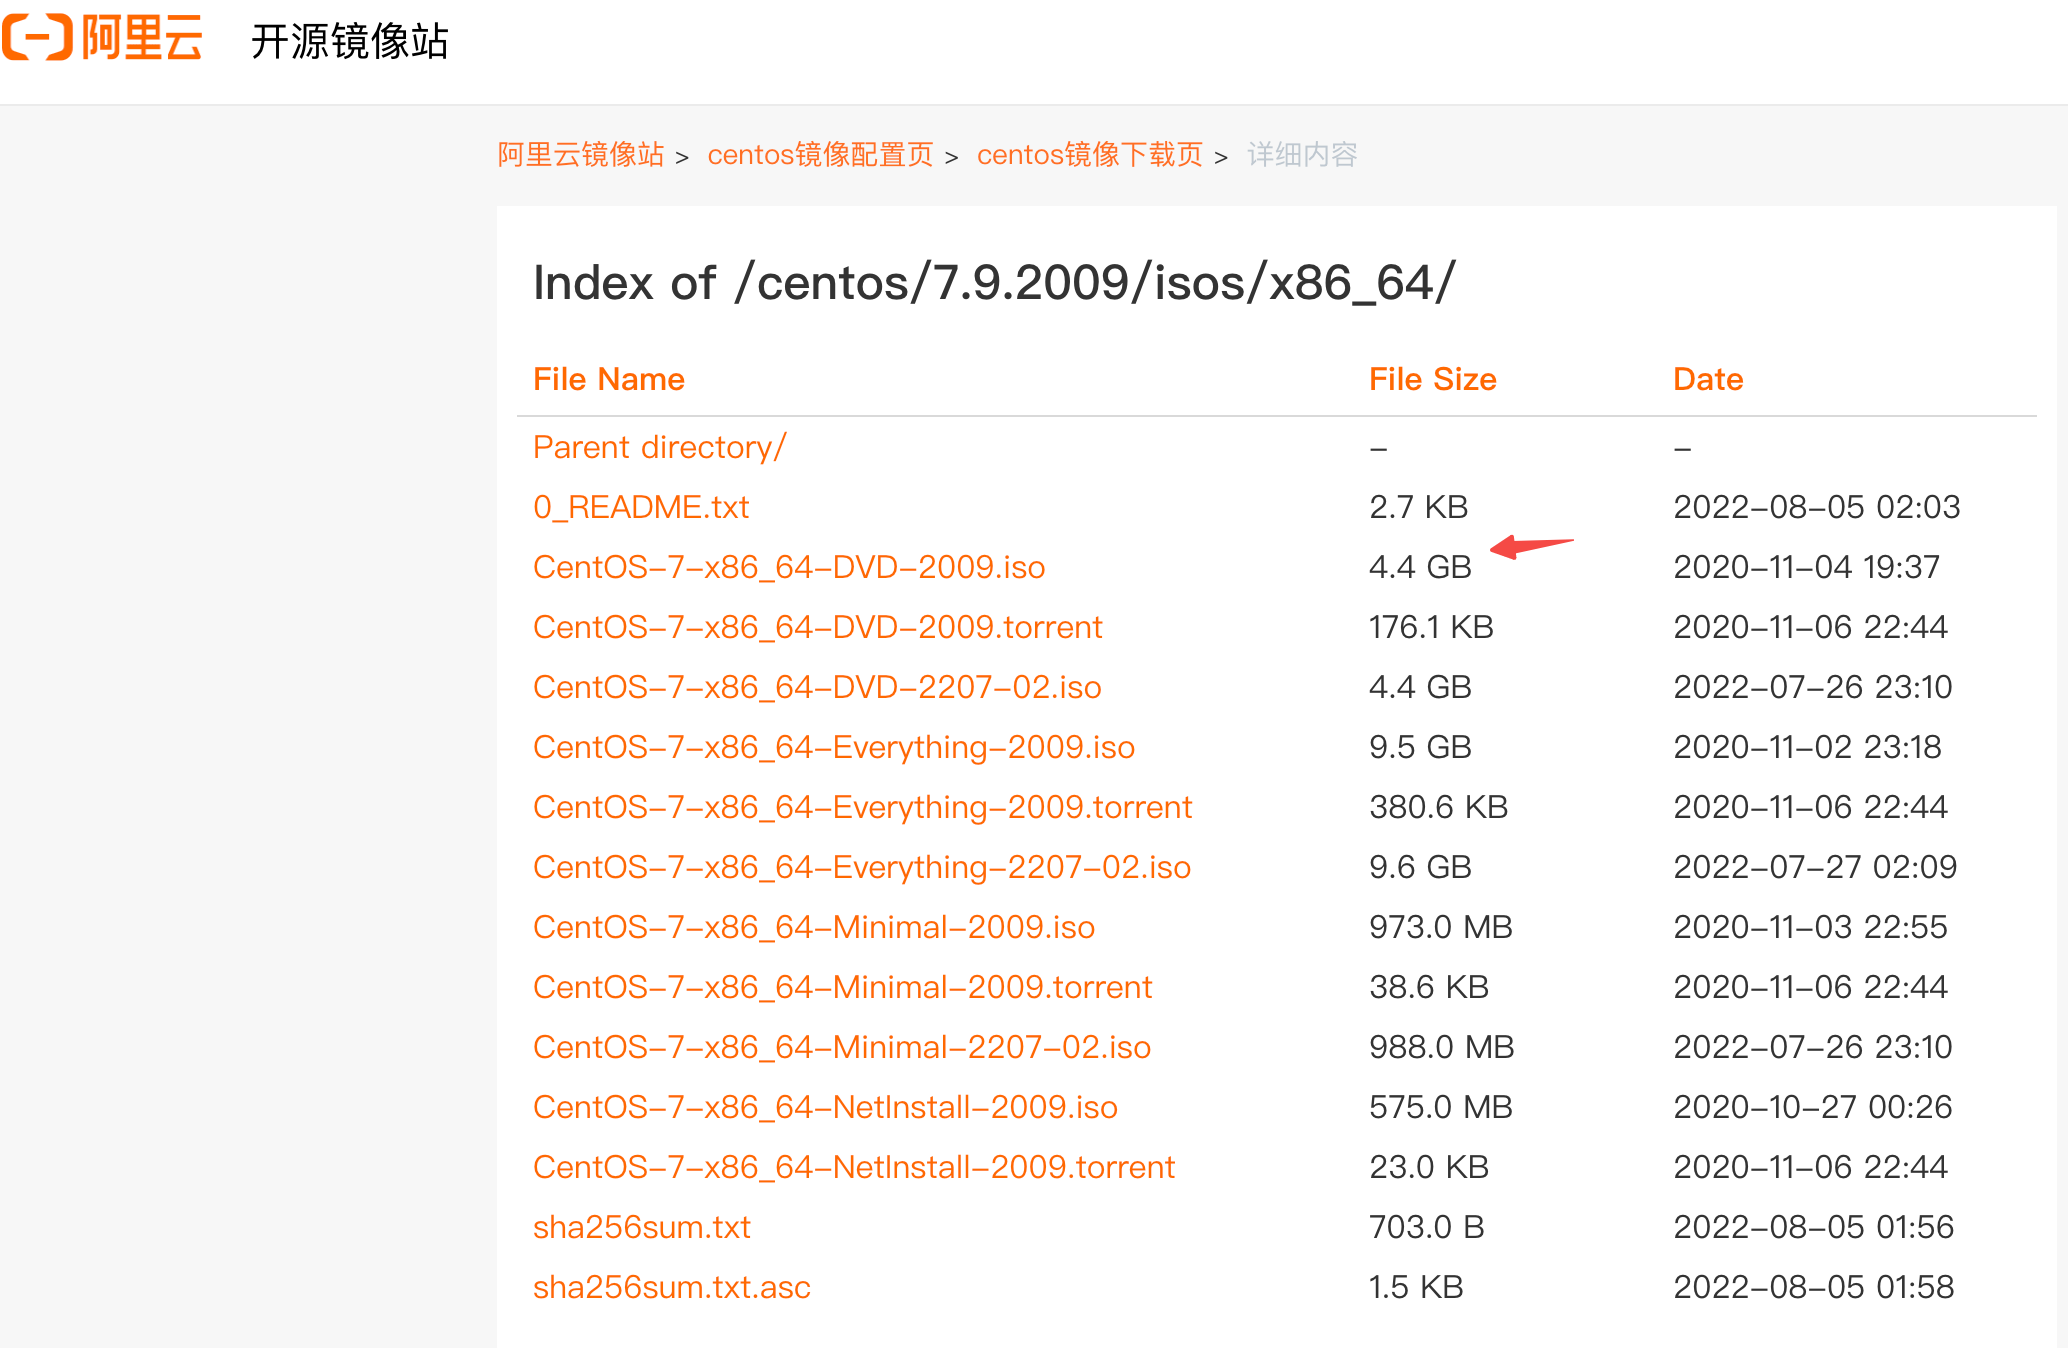 阿里云 开源镜像站
阿里云镜像站 > centos镜像配置页 > centos镜像下载页 > 详细内容
Index of /centos/7.9.2009/isos/x86_64/
File Name File Size Date
Parent directory/ – –
0_README.txt 2.7 KB 2022-08-05 02:03
CentOS-7-x86_64-DVD-2009.iso 4.4 GB 2020-11-04 19:37
CentOS-7-x86_64-DVD-2009.torrent 176.1 KB 2020-11-06 22:44
CentOS-7-x86_64-DVD-2207-02.iso 4.4 GB 2022-07-26 23:10
CentOS-7-x86_64-Everything-2009.iso 9.5 GB 2020-11-02 23:18
CentOS-7-x86_64-Everything-2009.torrent 380.6 KB 2020-11-06 22:44
CentOS-7-x86_64-Everything-2207-02.iso 9.6 GB 2022-07-27 02:09
CentOS-7-x86_64-Minimal-2009.iso 973.0 MB 2020-11-03 22:55
CentOS-7-x86_64-Minimal-2009.torrent 38.6 KB 2020-11-06 22:44
CentOS-7-x86_64-Minimal-2207-02.iso 988.0 MB 2022-07-26 23:10
CentOS-7-x86_64-NetInstall-2009.iso 575.0 MB 2020-10-27 00:26
CentOS-7-x86_64-NetInstall-2009.torrent 23.0 KB 2020-11-06 22:44
sha256sum.txt 703.0 B 2022-08-05 01:56
sha256sum.txt.asc 1.5 KB 2022-08-05 01:58